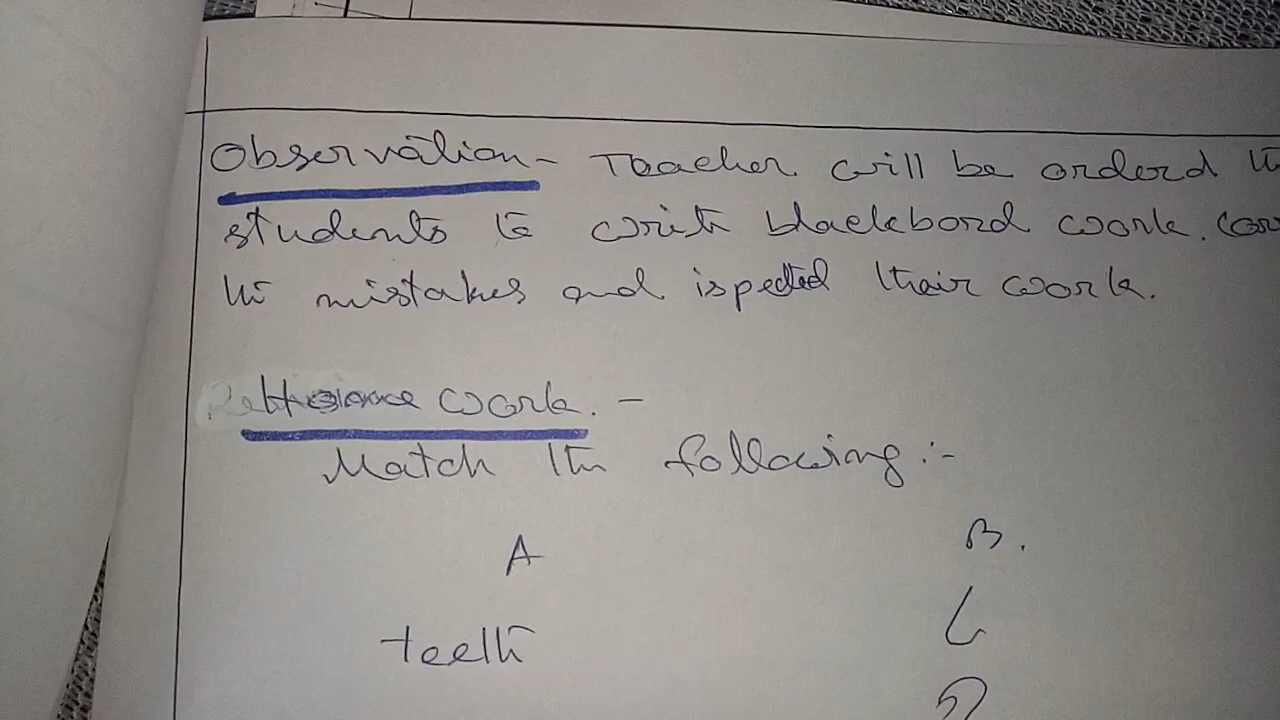 Observation - Teacher will be orderd the
students to write blackbord work. Cor
the mistakes and ispected their work.
work. -
Match the following :-
A B.
teeth